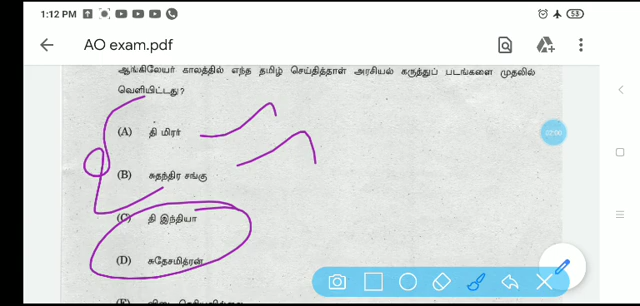 1:12 PM
53
AO exam.pdf
ஆங்கிலேயர் காலத்தில் எந்த தமிழ் செய்தித்தாள் அரசியல் கருத்துப் படங்களை முதலில்
வெளியிட்டது?
(A) தி மிரர்
22:00
(B) சுதந்திர சங்கு
(C) தி இந்தியா
(D) சுதேசமித்ரன்
(E) விடை தெரியவில்லை